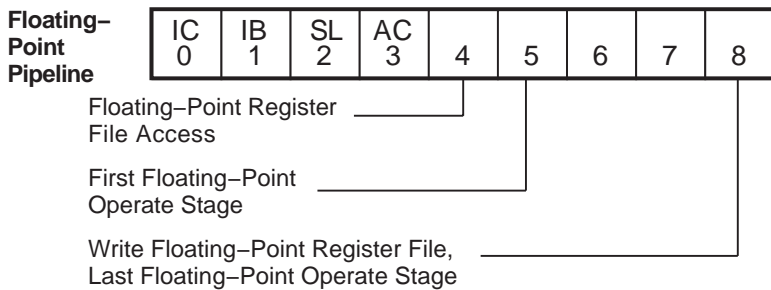 Floating–
Point
Pipeline
IC IB SL AC
0 1 2 3 4 5 6 7 8
Floating–Point Register
File Access
First Floating–Point
Operate Stage
Write Floating–Point Register File,
Last Floating–Point Operate Stage